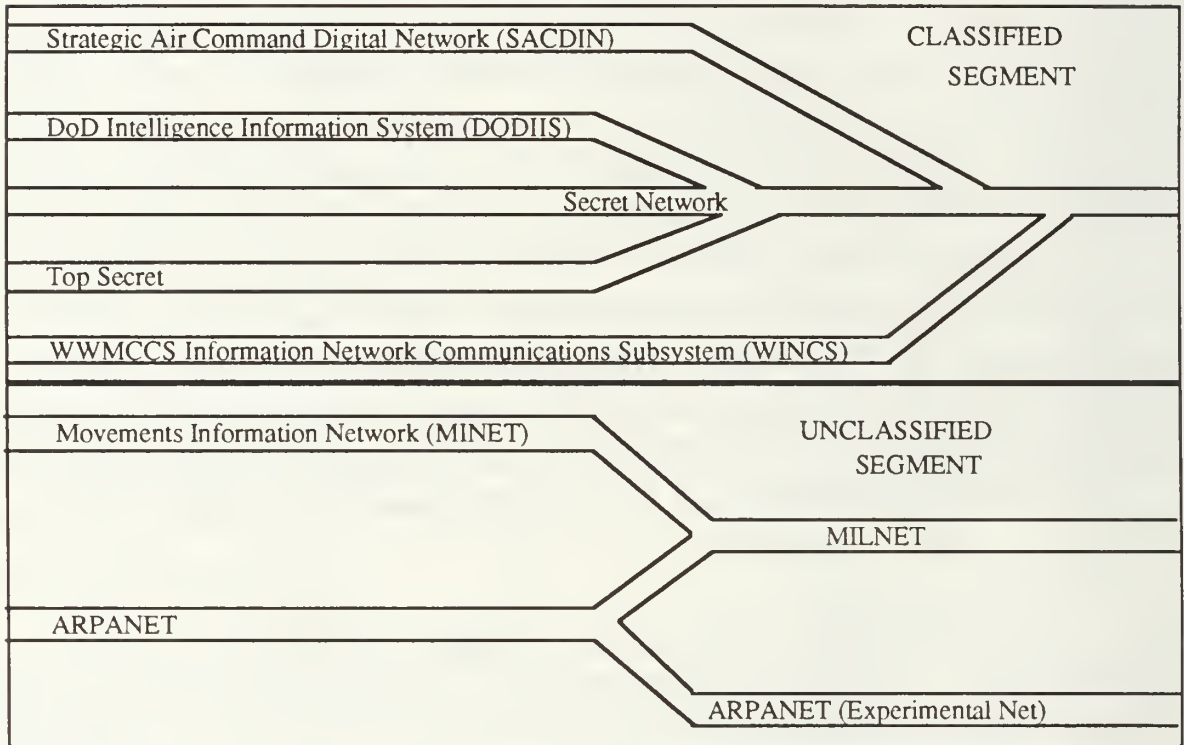 Strategic Air Command Digital Network (SACDIN)
CLASSIFIED
SEGMENT
DoD Intelligence Information System (DODIIS)
Secret Network
Top Secret
WWMCCS Information Network Communications Subsystem (WINCS)
Movements Information Network (MINET)
UNCLASSIFIED
SEGMENT
MILNET
ARPANET
ARPANET (Experimental Net)